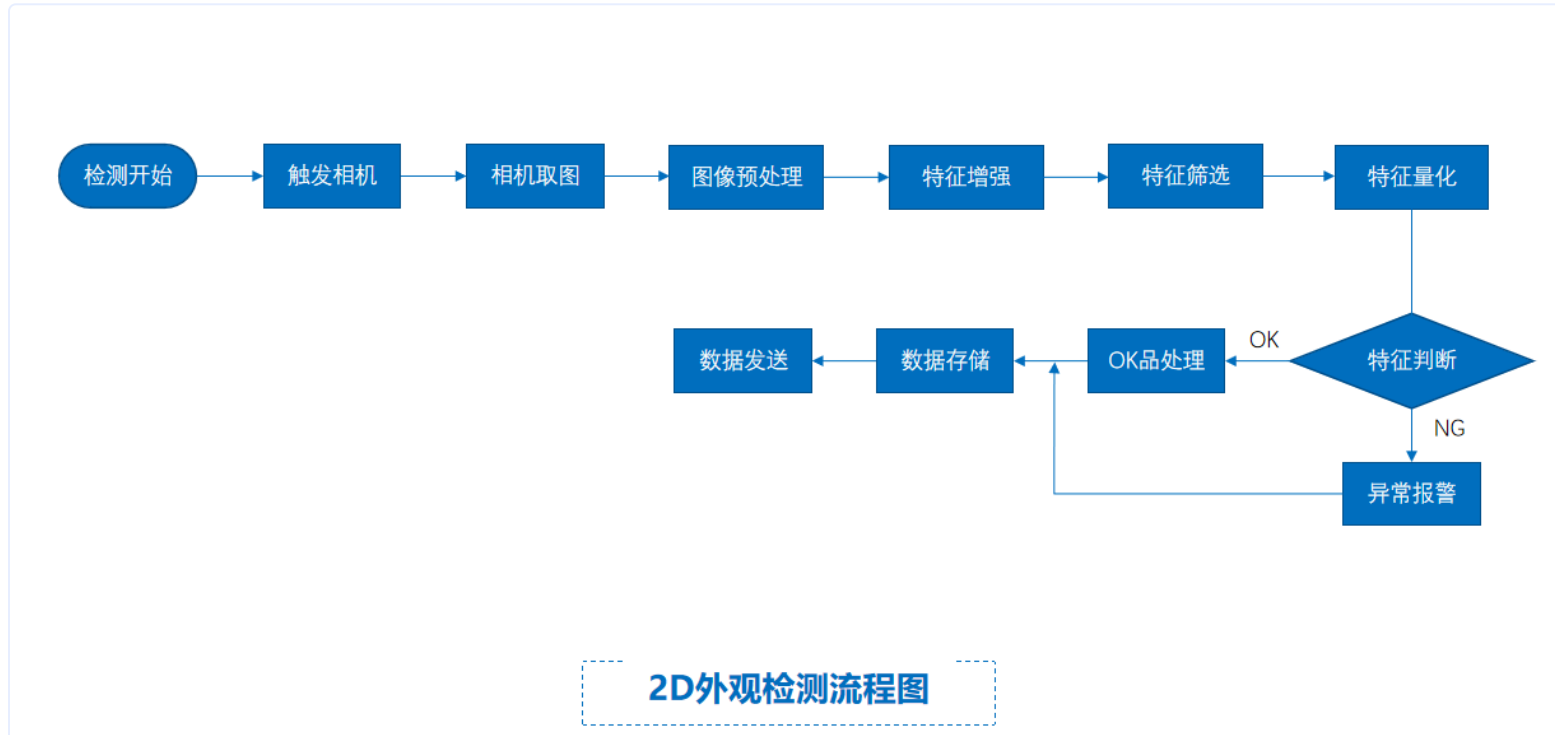 检测开始
触发相机
相机取图
图像预处理
特征增强
特征筛选
特征量化
特征判断
OK
OK品处理
数据存储
数据发送
NG
异常报警
2D外观检测流程图